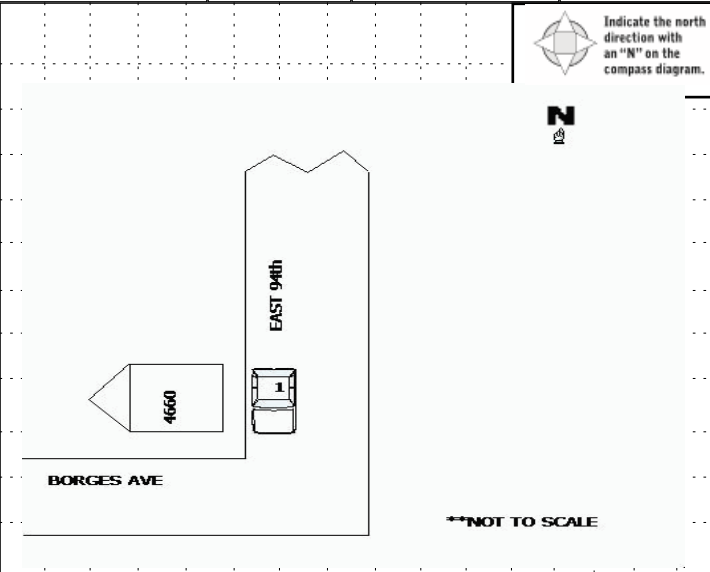 Indicate the north
direction with
an “N” on the
compass diagram.
N
EAST 94th
1
4660
BORGES AVE
**NOT TO SCALE